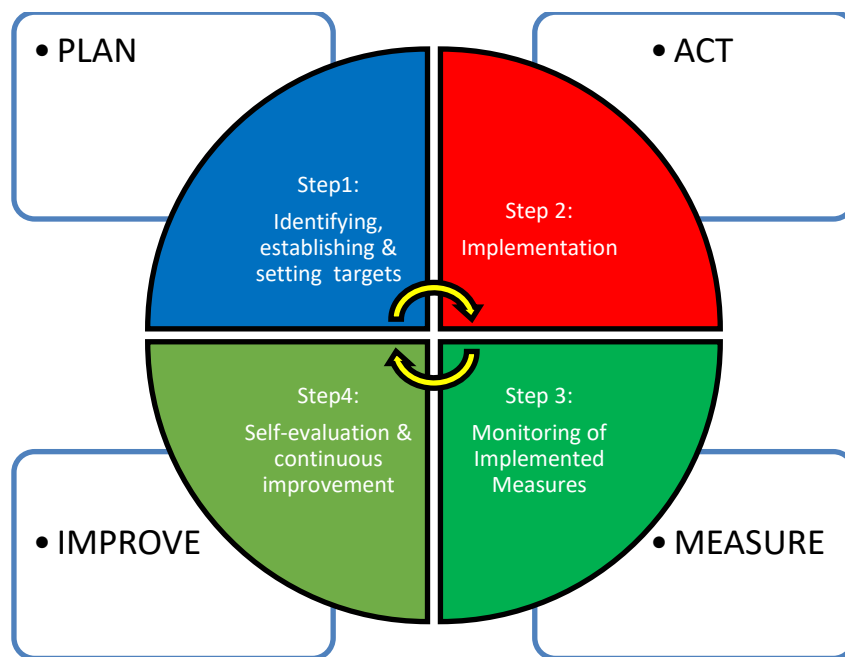 • PLAN
• ACT
Step1:
Identifying,
establishing &
setting targets
Step 2:
Implementation
Step4:
Self-evaluation &
continuous
improvement
Step 3:
Monitoring of
Implemented
Measures
• IMPROVE
• MEASURE